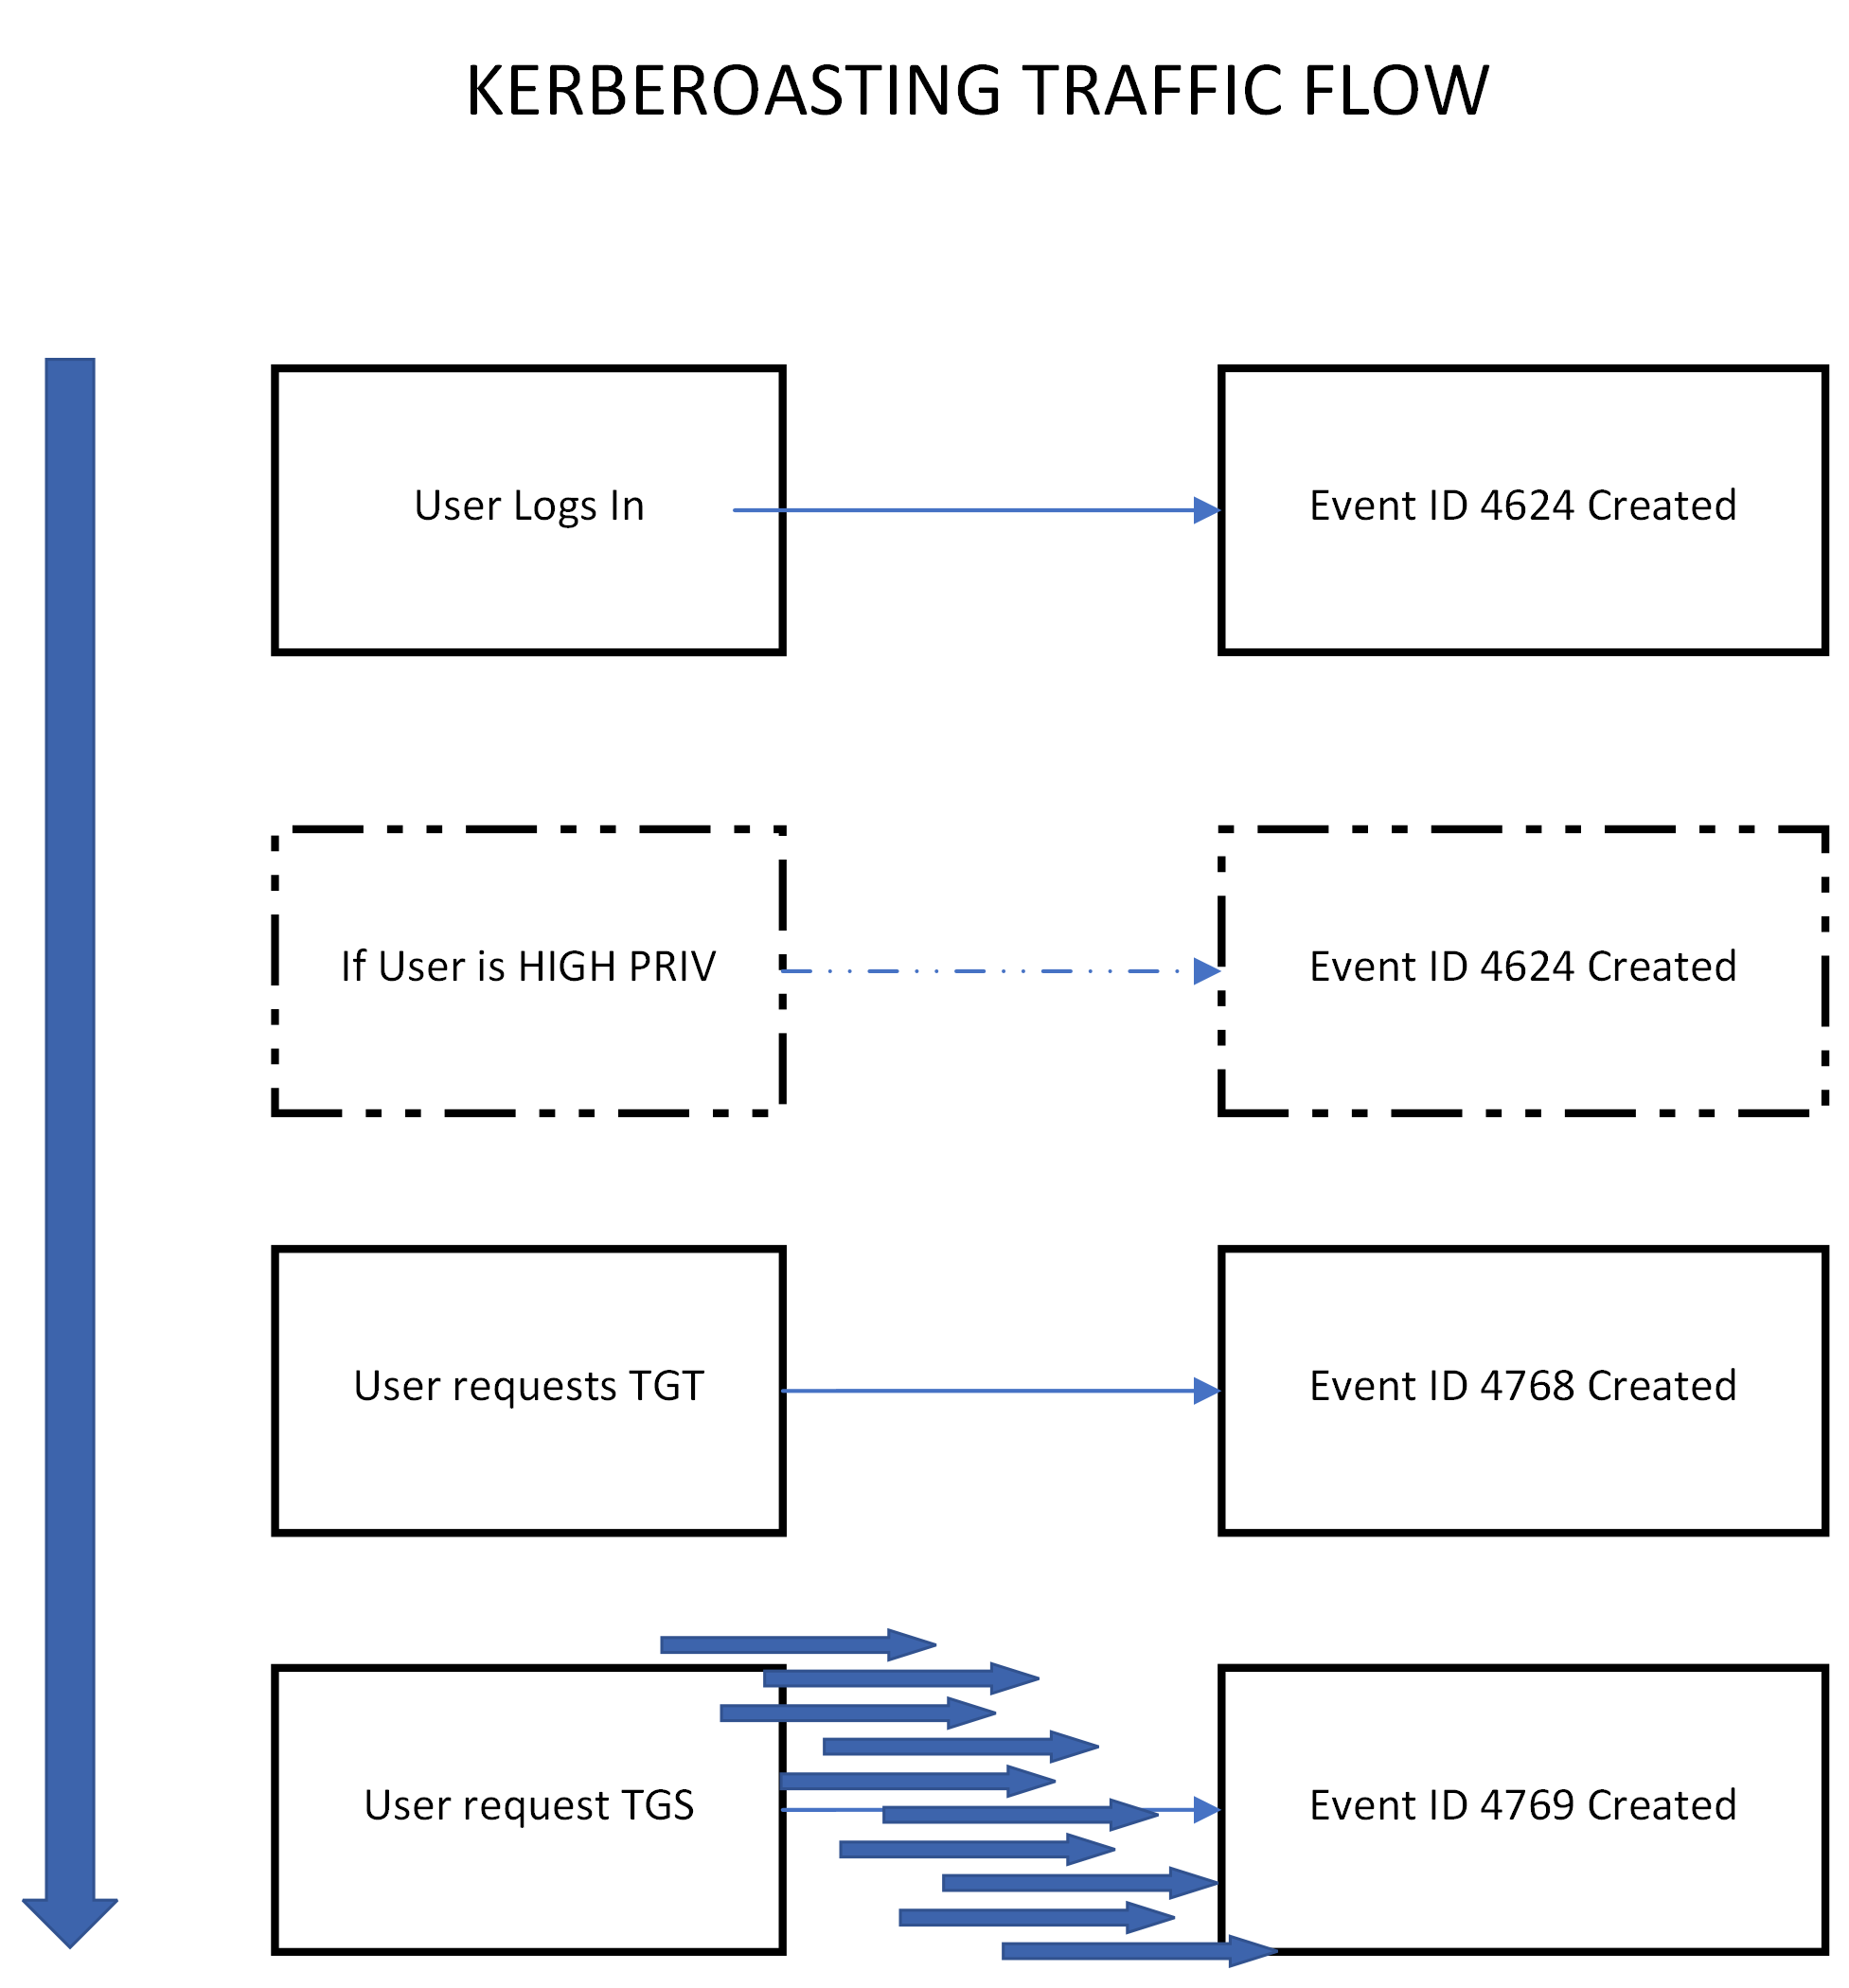 KERBEROASTING TRAFFIC FLOW
User Logs In
Event ID 4624 Created
If User is HIGH PRIV
Event ID 4624 Created
User requests TGT
Event ID 4768 Created
User request TGS
Event ID 4769 Created